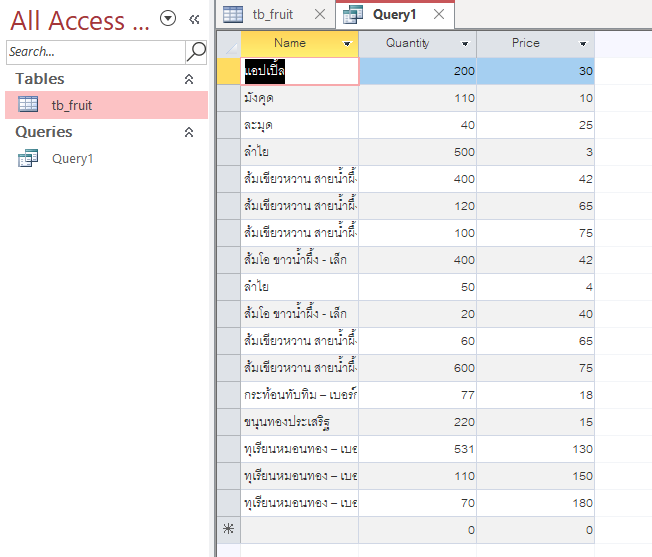 All Access ...
Search...
Tables
tb_fruit
Queries
Query1
tb_fruit Query1
Name Quantity Price
แอปเปิ้ล 200 30
มังคุด 110 10
ละมุด 40 25
ลำไย 500 3
ส้มเขียวหวาน สายน้ำผึ้ง 400 42
ส้มเขียวหวาน สายน้ำผึ้ง 120 65
ส้มเขียวหวาน สายน้ำผึ้ง 100 75
ส้มโอ ขาวน้ำผึ้ง - เล็ก 400 42
ลำไย 50 4
ส้มโอ ขาวน้ำผึ้ง - เล็ก 20 40
ส้มเขียวหวาน สายน้ำผึ้ง 60 65
ส้มเขียวหวาน สายน้ำผึ้ง 600 75
กระท้อนทับทิม – เบอร์ 77 18
ขนุนทองประเสริฐ 220 15
ทุเรียนหมอนทอง – เบอ 531 130
ทุเรียนหมอนทอง – เบอ 110 150
ทุเรียนหมอนทอง – เบอ 70 180
0 0